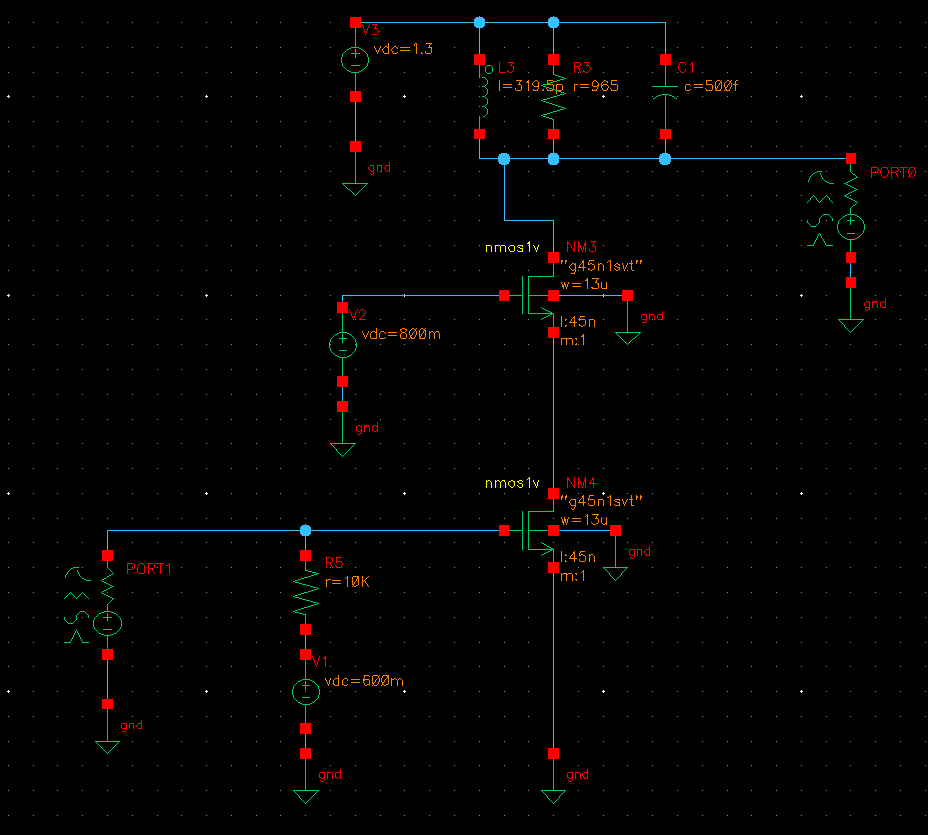 V3
vdc=1.3
L3
R3
C1
l=319.5p
r=965
c=500f
gnd
PORT0
nmos1v
NM3
"g45n1svt"
w=13u
gnd
gnd
V2
l:45n
vdc=800m
m:1
gnd
nmos1v
NM4
"g45n1svt"
w=13u
gnd
l:45n
R5
PORT1
m:1
r=10K
V1
vdc=600m
gnd
gnd
gnd